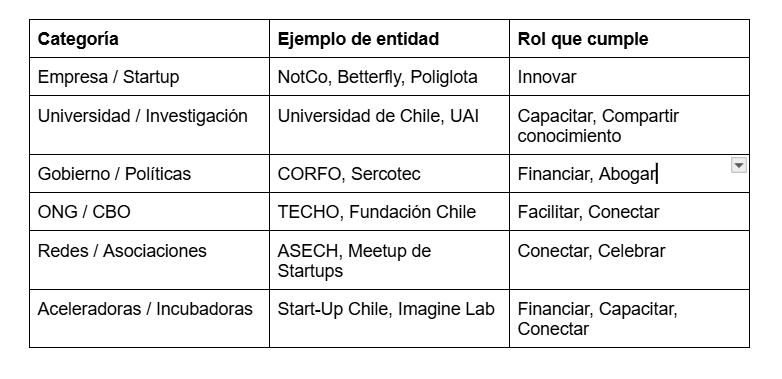 Categoría Ejemplo de entidad Rol que cumple
Empresa / Startup NotCo, Betterfly, Poliglota Innovar
Universidad / Investigación Universidad de Chile, UAI Capacitar, Compartir
conocimiento
Gobierno / Políticas CORFO, Sercotec Financiar, Abogar
ONG / CBO TECHO, Fundación Chile Facilitar, Conectar
Redes / Asociaciones ASECH, Meetup de Conectar, Celebrar
Startups
Aceleradoras / Incubadoras Start-Up Chile, Imagine Lab Financiar, Capacitar,
Conectar